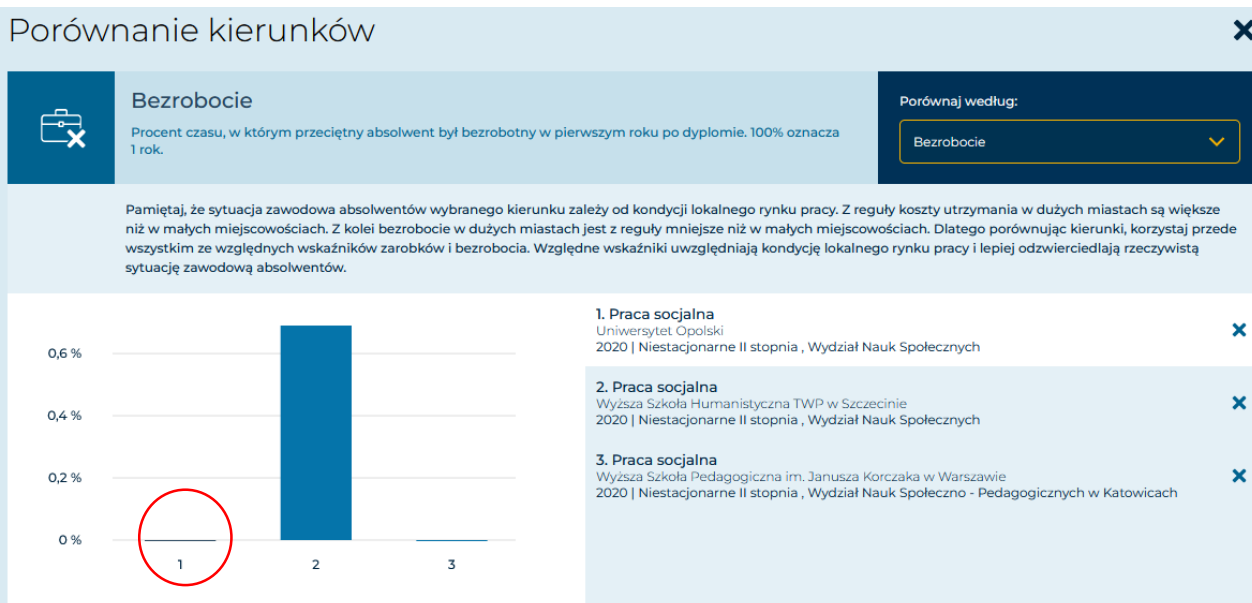 Porównanie kierunków
Bezrobocie
Procent czasu, w którym przeciętny absolwent był bezrobotny w pierwszym roku po dyplomie. 100% oznacza
1 rok.
Porównaj według:
Bezrobocie
Pamiętaj, że sytuacja zawodowa absolwentów wybranego kierunku zależy od kondycji lokalnego rynku pracy. Z reguły koszty utrzymania w dużych miastach są większe
niż w małych miejscowościach. Z kolei bezrobocie w dużych miastach jest z reguły mniejsze niż w małych miejscowościach. Dlatego porównując kierunki, korzystaj przede
wszystkim ze względnych wskaźników zarobków i bezrobocia. Względne wskaźniki uwzględniają kondycję lokalnego rynku pracy i lepiej odzwierciedlają rzeczywistą
sytuację zawodową absolwentów.
0,6 %
0,4 %
0,2 %
0 %
1
2
3
1. Praca socjalna
Uniwersytet Opolski
2020 | Niestacjonarne II stopnia , Wydział Nauk Społecznych
2. Praca socjalna
Wyższa Szkoła Humanistyczna TWP w Szczecinie
2020 | Niestacjonarne II stopnia , Wydział Nauk Społecznych
3. Praca socjalna
Wyższa Szkoła Pedagogiczna im. Janusza Korczaka w Warszawie
2020 | Niestacjonarne II stopnia , Wydział Nauk Społeczno - Pedagogicznych w Katowicach